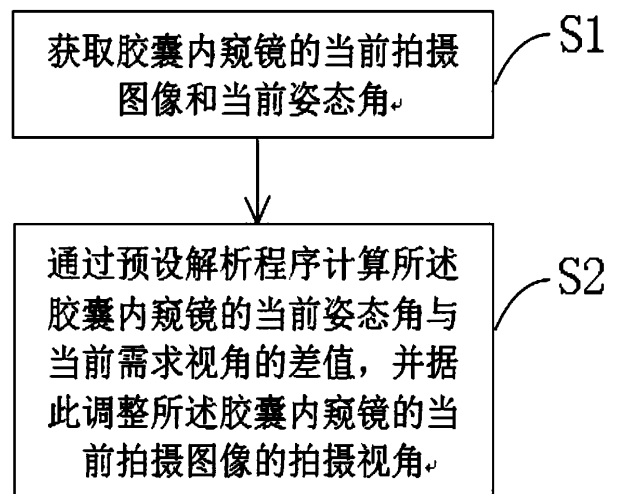 获取胶囊内窥镜的当前拍摄
图像和当前姿态角
S1
通过预设解析程序计算所述
胶囊内窥镜的当前姿态角与
当前需求视角的差值，并据
此调整所述胶囊内窥镜的当
前拍摄图像的拍摄视角
S2